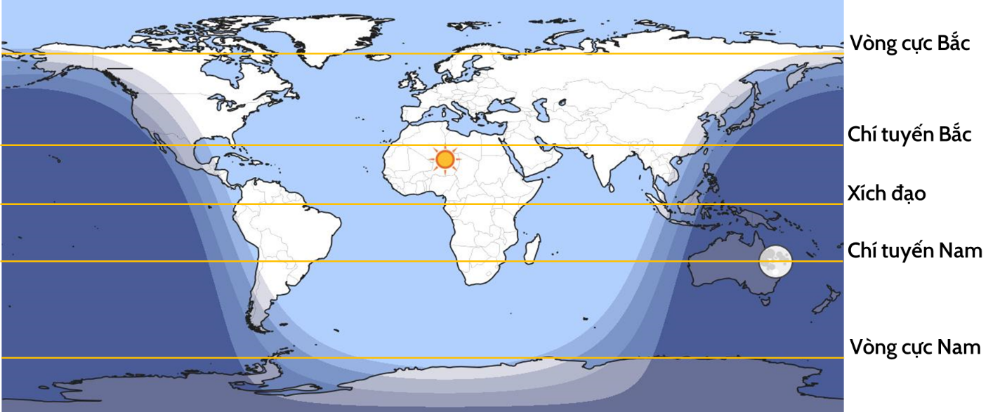 Vòng cực Bắc
Chí tuyến Bắc
Xích đạo
Chí tuyến Nam
Vòng cực Nam